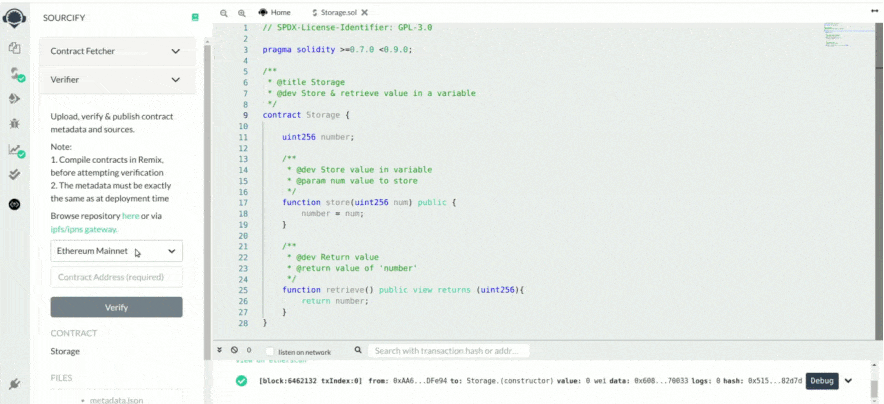 SOURCIFY
Contract Fetcher
Verifier
Upload, verify & publish contract
metadata and sources.
Note:
1. Compile contracts in Remix,
before attempting verification
2. The metadata must be exactly
the same as at deployment time
Browse repository here or via
ipfs/ipns gateway.
Ethereum Mainnet
Contract Address (required)
Verify
CONTRACT
Storage
FILES
• metadata.json
Home
Storage.sol
1 // SPDX-License-Identifier: GPL-3.0
2
3 pragma solidity >=0.7.0 <0.9.0;
4
5 /**
6 * @title Storage
7 * @dev Store & retrieve value in a variable
8 */
9 contract Storage {
10
11 uint256 number;
12
13 /**
14 * @dev Store value in variable
15 * @param num value to store
16 */
17 function store(uint256 num) public {
18 number = num;
19 }
20
21 /**
22 * @dev Return value
23 * @return value of 'number'
24 */
25 function retrieve() public view returns (uint256){
26 return number;
27 }
28 }
0
listen on network
Search with transaction hash or addr...
[block:6462132 txIndex:0] from: 0xAA6...DFe94 to: Storage.(constructor) value: 0 wei data: 0x608...70033 logs: 0 hash: 0x515...82d7d
Debug